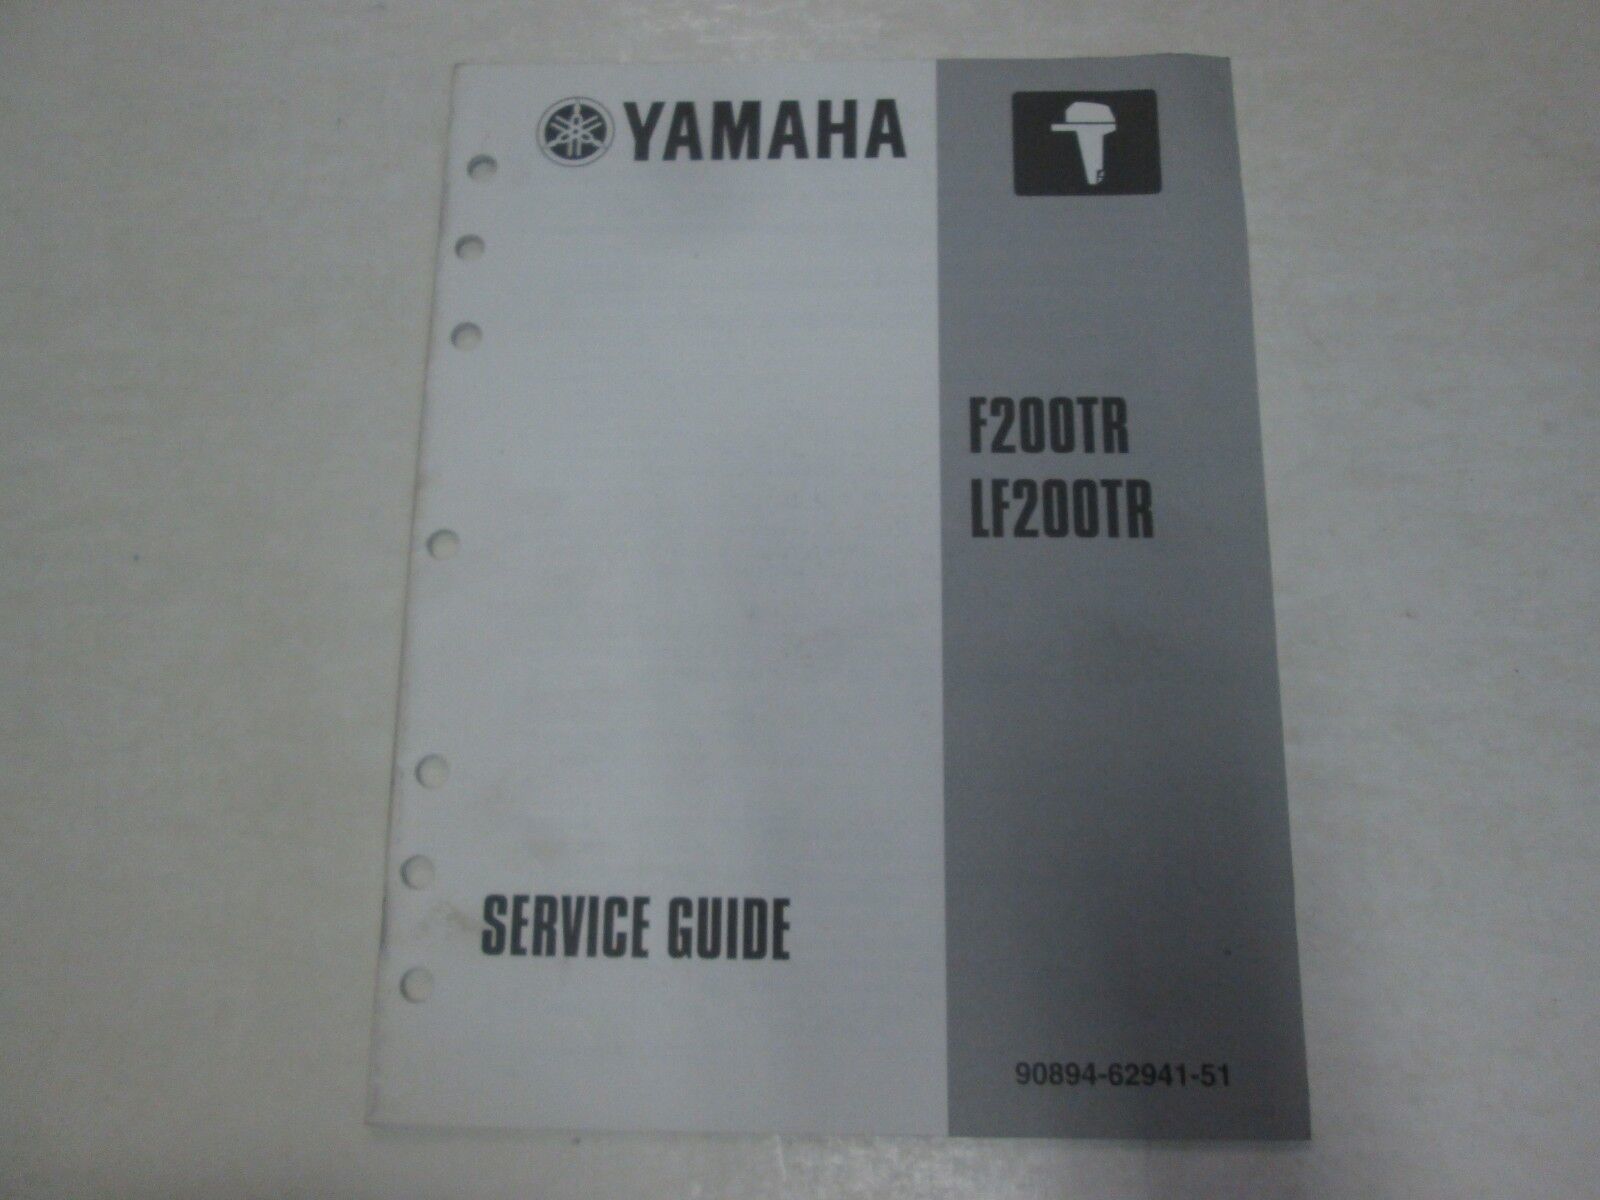 YAMAHA
F200TR
LF200TR
SERVICE GUIDE
90894-62941-51